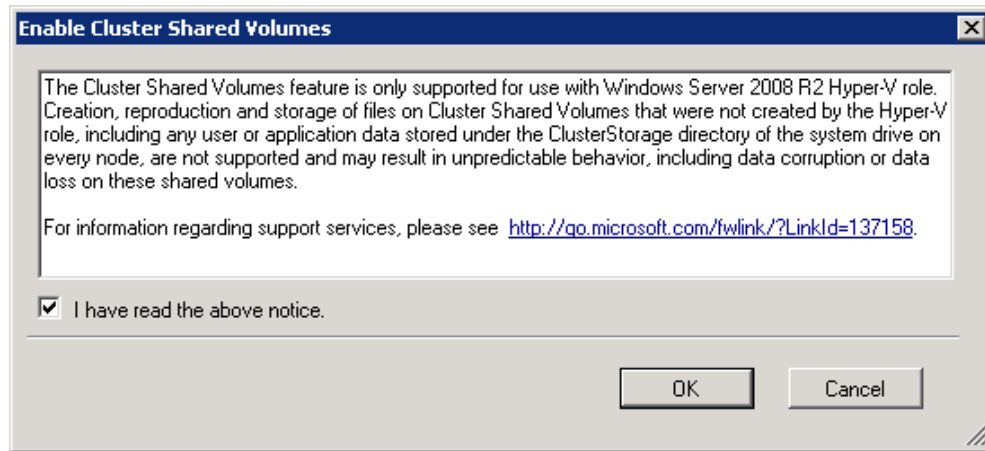 Enable Cluster Shared Volumes
The Cluster Shared Volumes feature is only supported for use with Windows Server 2008 R2 Hyper-V role.
Creation, reproduction and storage of files on Cluster Shared Volumes that were not created by the Hyper-V
role, including any user or application data stored under the ClusterStorage directory of the system drive on
every node, are not supported and may result in unpredictable behavior, including data corruption or data
loss on these shared volumes.
For information regarding support services, please see http://go.microsoft.com/fwlink/?LinkId=137158.
I have read the above notice.
OK
Cancel